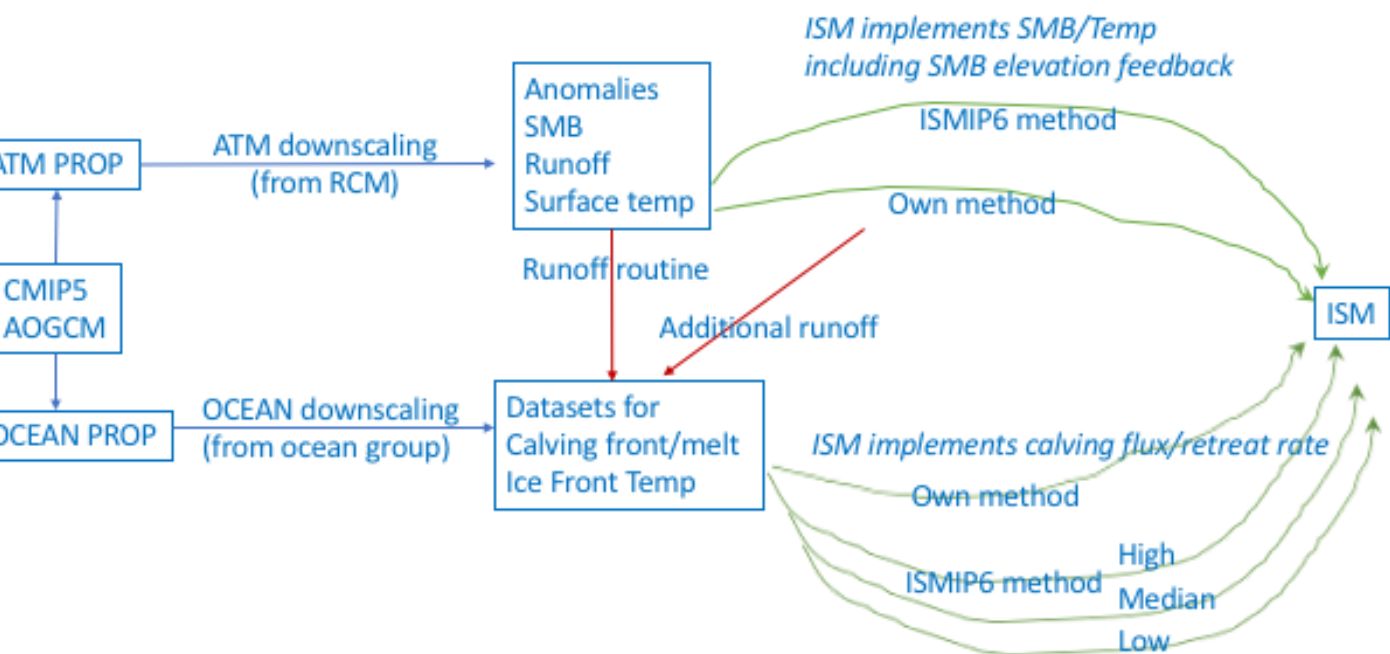 ISM implements SMB/Temp
including SMB elevation feedback
ISMIP6 method
Anomalies
SMB
Runoff
Surface temp
ATM PROP
ATM downscaling
(from RCM)
Own method
Runoff routine
CMIP5
AOGCM
ISM
Additional runoff
OCEAN PROP
OCEAN downscaling
(from ocean group)
Datasets for
Calving front/melt
Ice Front Temp
ISM implements calving flux/retreat rate
Own method
ISMIP6 method
High
Median
Low